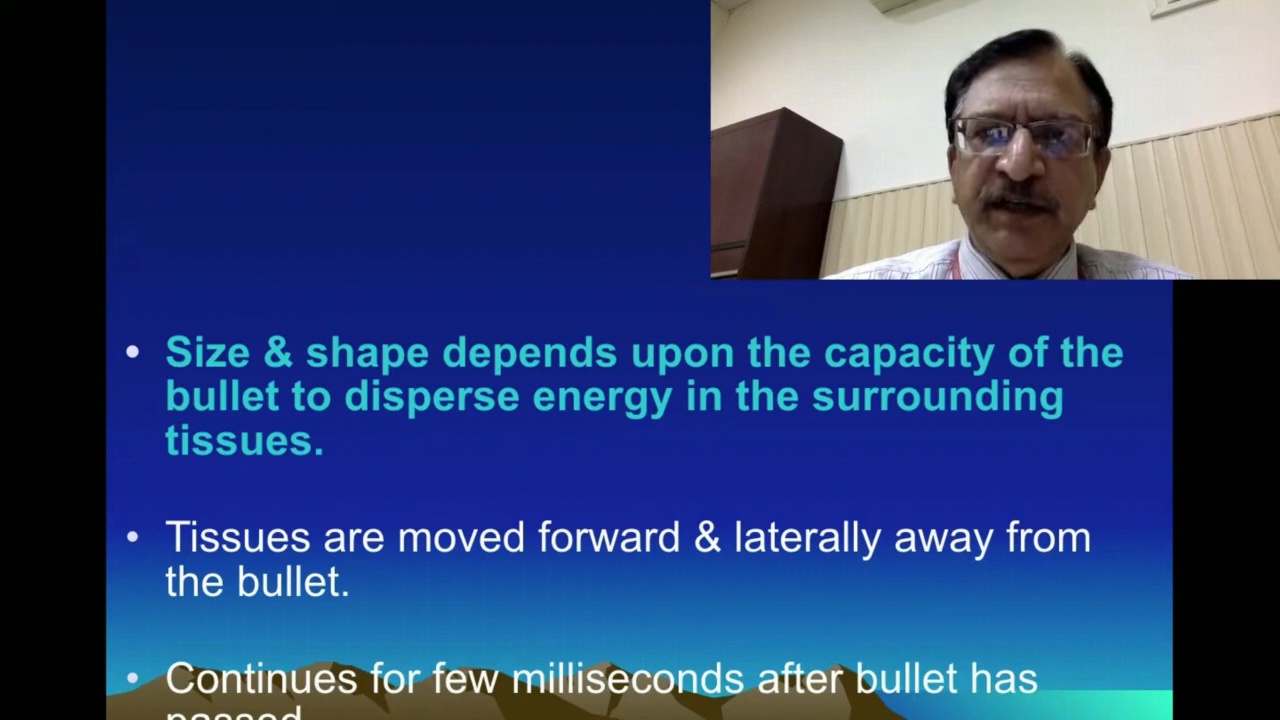 • Size & shape depends upon the capacity of the
bullet to disperse energy in the surrounding
tissues.
• Tissues are moved forward & laterally away from
the bullet.
• Continues for few milliseconds after bullet has
passed